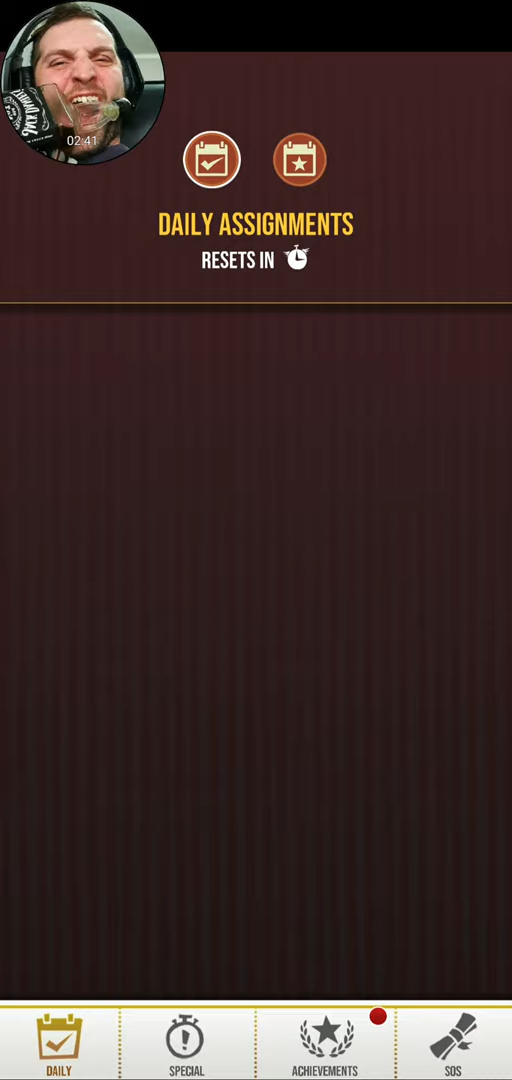 02:41
DAILY ASSIGNMENTS
RESETS IN
DAILY
SPECIAL
ACHIEVEMENTS
SOS